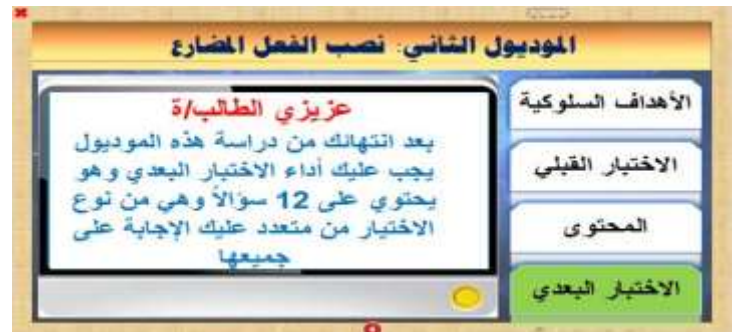 الموديول الثاني: نصب الفعل المضارع
الأهداف السلوكية
الاختبار القبلي
المحتوى
الاختبار البعدي
عزيزي الطالب/ة
بعد انتهائك من دراسة هذه الموديول
يجب عليك أداء الاختبار البعدي وهو
يحتوي على 12 سؤالاً وهي من نوع
الاختيار من متعدد عليك الإجابة على
جميعها